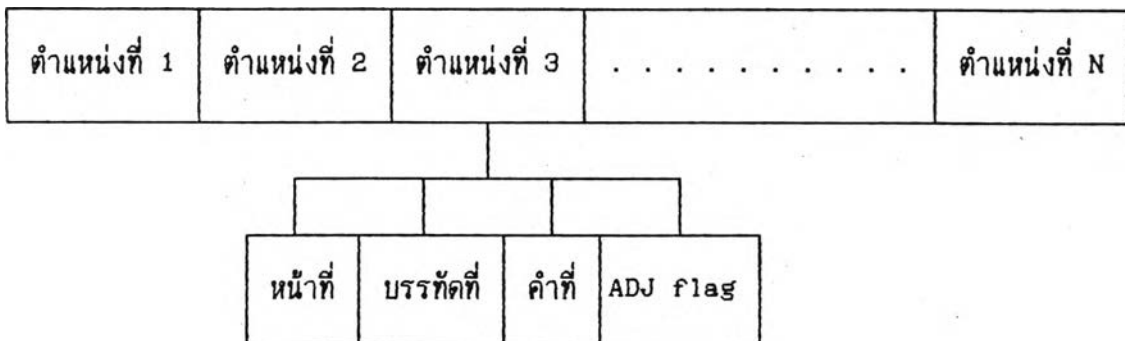 ตำแหน่งที่ 1 ตำแหน่งที่ 2 ตำแหน่งที่ 3 . . . . . . . . . . ตำแหน่งที่ N
หน้าที่ บรรทัดที่ คำที่ ADJ flag